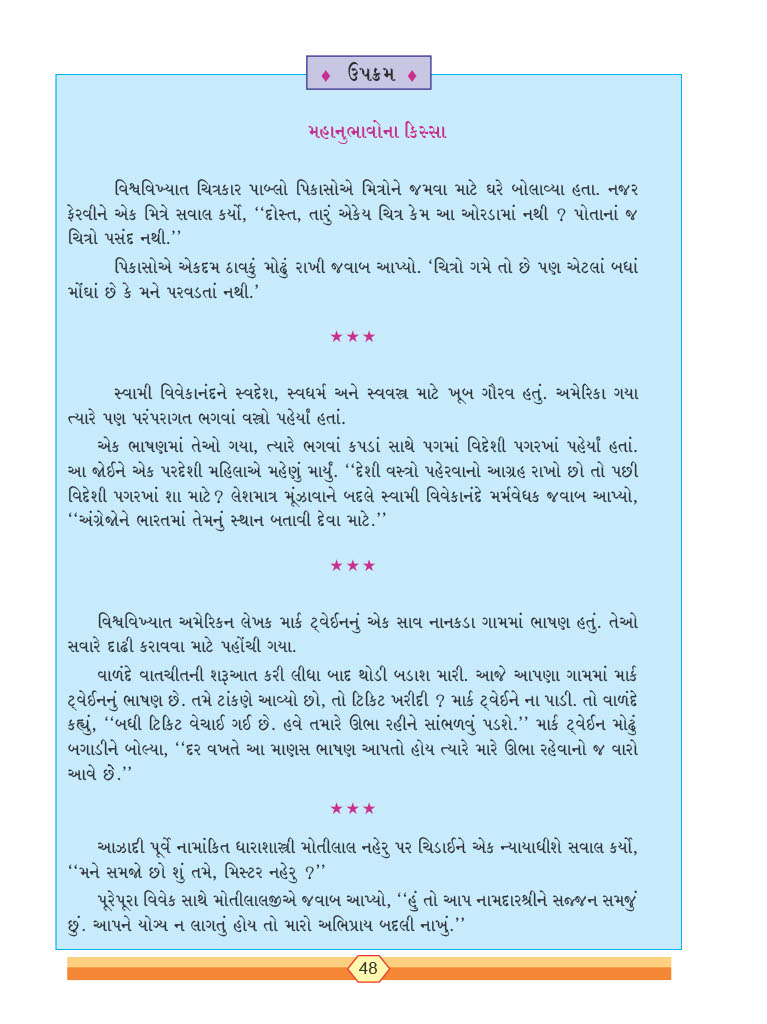 ♦ ઉપક્રમ ♦
મહાનુભાવોના કિસ્સા
વિશ્વવિખ્યાત ચિત્રકાર પાબ્લો પિકાસોએ મિત્રોને જમવા માટે ઘરે બોલાવ્યા હતા. નજર
ફેરવીને એક મિત્રે સવાલ કર્યો, ‘‘દોસ્ત, તારું એકેય ચિત્ર કેમ આ ઓરડામાં નથી ? પોતાનાં જ
ચિત્રો પસંદ નથી.’’
પિકાસોએ એકદમ ઠાવકું મોઢું રાખી જવાબ આપ્યો. ‘ચિત્રો ગમે તો છે પણ એટલાં બધાં
મોંઘાં છે કે મને પરવડતાં નથી.’
★★★
સ્વામી વિવેકાનંદને સ્વદેશ, સ્વધર્મ અને સ્વવસ્ત્ર માટે ખૂબ ગૌરવ હતું. અમેરિકા ગયા
ત્યારે પણ પરંપરાગત ભગવાં વસ્ત્રો પહેર્યાં હતાં.
એક ભાષણમાં તેઓ ગયા, ત્યારે ભગવાં કપડાં સાથે પગમાં વિદેશી પગરખાં પહેર્યાં હતાં.
આ જોઈને એક પરદેશી મહિલાએ મહેણું માર્યું. ‘‘દેશી વસ્ત્રો પહેરવાનો આગ્રહ રાખો છો તો પછી
વિદેશી પગરખાં શા માટે? લેશમાત્ર મૂંઝાવાને બદલે સ્વામી વિવેકાનંદે મર્મવેધક જવાબ આપ્યો,
‘‘અંગ્રેજોને ભારતમાં તેમનું સ્થાન બતાવી દેવા માટે.’’
★★★
વિશ્વવિખ્યાત અમેરિકન લેખક માર્ક ટ્વેઈનનું એક સાવ નાનકડા ગામમાં ભાષણ હતું. તેઓ
સવારે દાઢી કરાવવા માટે પહોંચી ગયા.
વાળંદે વાતચીતની શરૂઆત કરી લીધા બાદ થોડી બડાશ મારી. આજે આપણા ગામમાં માર્ક
ટ્વેઈનનું ભાષણ છે. તમે ટાંકણે આવ્યો છો, તો ટિકિટ ખરીદી ? માર્ક ટ્વેઈને ના પાડી. તો વાળંદે
કહ્યું, ‘‘બધી ટિકિટ વેચાઈ ગઈ છે. હવે તમારે ઊભા રહીને સાંભળવું પડશે.’’ માર્ક ટ્વેઈન મોઢું
બગાડીને બોલ્યા, ‘‘દર વખતે આ માણસ ભાષણ આપતો હોય ત્યારે મારે ઊભા રહેવાનો જ વારો
આવે છે.’’
★★★
આઝાદી પૂર્વે નામાંકિત ધારાશાસ્ત્રી મોતીલાલ નહેરુ પર ચિડાઈને એક ન્યાયાધીશે સવાલ કર્યો,
‘‘મને સમજો છો શું તમે, મિસ્ટર નહેરુ ?’’
પૂરેપૂરા વિવેક સાથે મોતીલાલજીએ જવાબ આપ્યો, ‘‘હું તો આપ નામદારશ્રીને સજ્જન સમજું
છું. આપને યોગ્ય ન લાગતું હોય તો મારો અભિપ્રાય બદલી નાખું.’’
48